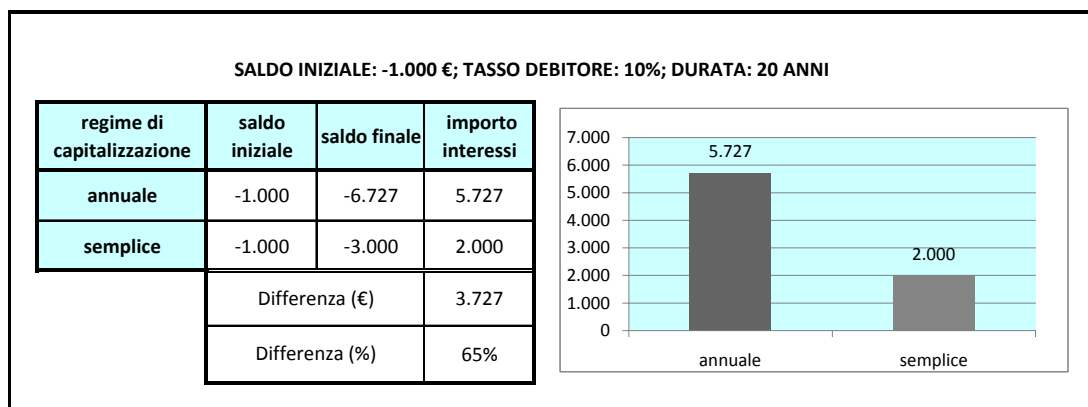 SALDO INIZIALE: -1.000 €; TASSO DEBITORE: 10%; DURATA: 20 ANNI
regime di capitalizzazione saldo iniziale saldo finale importo interessi
annuale -1.000 -6.727 5.727
semplice -1.000 -3.000 2.000
Differenza (€) 3.727
Differenza (%) 65%
7.000
6.000
5.000
4.000
3.000
2.000
1.000
0
5.727
2.000
annuale semplice